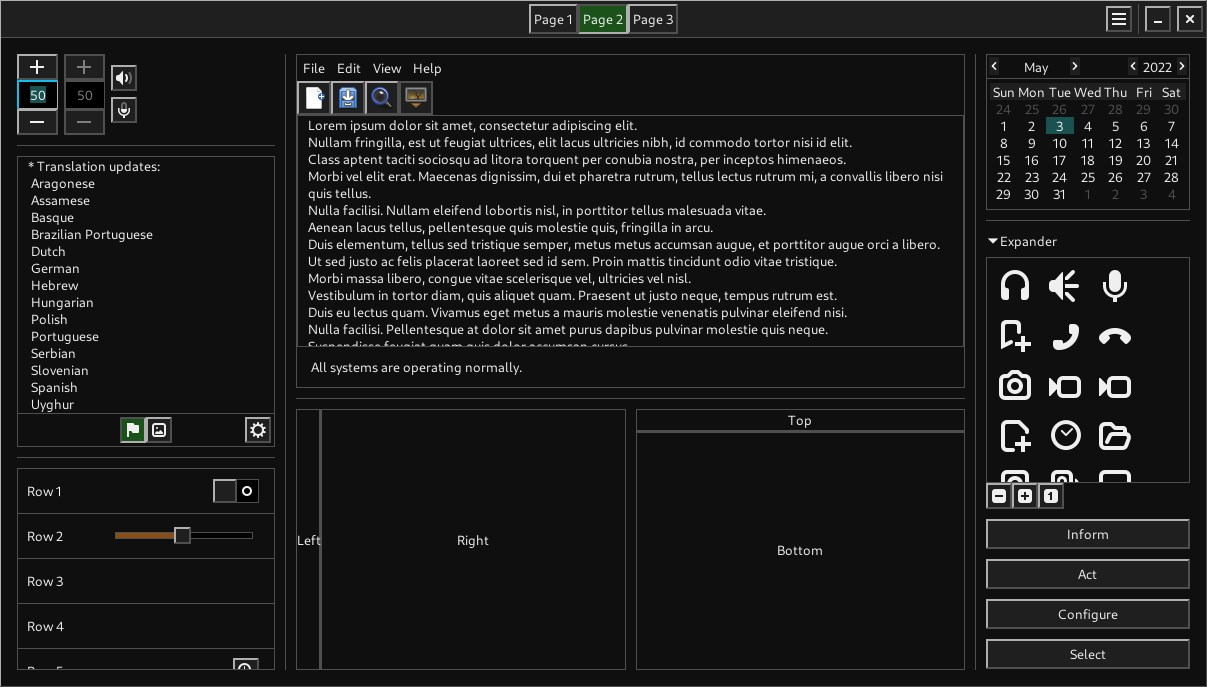 Page 1 Page 2 Page 3
50 50
* Translation updates:
Aragonese
Assamese
Basque
Brazilian Portuguese
Dutch
German
Hebrew
Hungarian
Polish
Portuguese
Serbian
Slovenian
Spanish
Uyghur
Row 1
Row 2
Row 3
Row 4
File Edit View Help
Lorem ipsum dolor sit amet, consectetur adipiscing elit.
Nullam fringilla, est ut feugiat ultrices, elit lacus ultricies nibh, id commodo tortor nisi id elit.
Class aptent taciti sociosqu ad litora torquent per conubia nostra, per inceptos himenaeos.
Morbi vel elit erat. Maecenas dignissim, dui et pharetra rutrum, tellus lectus rutrum mi, a convallis libero nisi
quis tellus.
Nulla facilisi. Nullam eleifend lobortis nisl, in porttitor tellus malesuada vitae.
Aenean lacus tellus, pellentesque quis molestie quis, fringilla in arcu.
Duis elementum, tellus sed tristique semper, metus metus accumsan augue, et porttitor augue orci a libero.
Ut sed justo ac felis placerat laoreet sed id sem. Proin mattis tincidunt odio vitae tristique.
Morbi massa libero, congue vitae scelerisque vel, ultricies vel nisl.
Vestibulum in tortor diam, quis aliquet quam. Praesent ut justo neque, tempus rutrum est.
Duis eu lectus quam. Vivamus eget metus a mauris molestie venenatis pulvinar eleifend nisi.
Nulla facilisi. Pellentesque at dolor sit amet purus dapibus pulvinar molestie quis neque.
All systems are operating normally.
Left
Right
Top
Bottom
May 2022
Sun Mon Tue Wed Thu Fri Sat
24 25 26 27 28 29 30
1 2 3 4 5 6 7
8 9 10 11 12 13 14
15 16 17 18 19 20 21
22 23 24 25 26 27 28
29 30 31 1 2 3 4
Expander
1
Inform
Act
Configure
Select